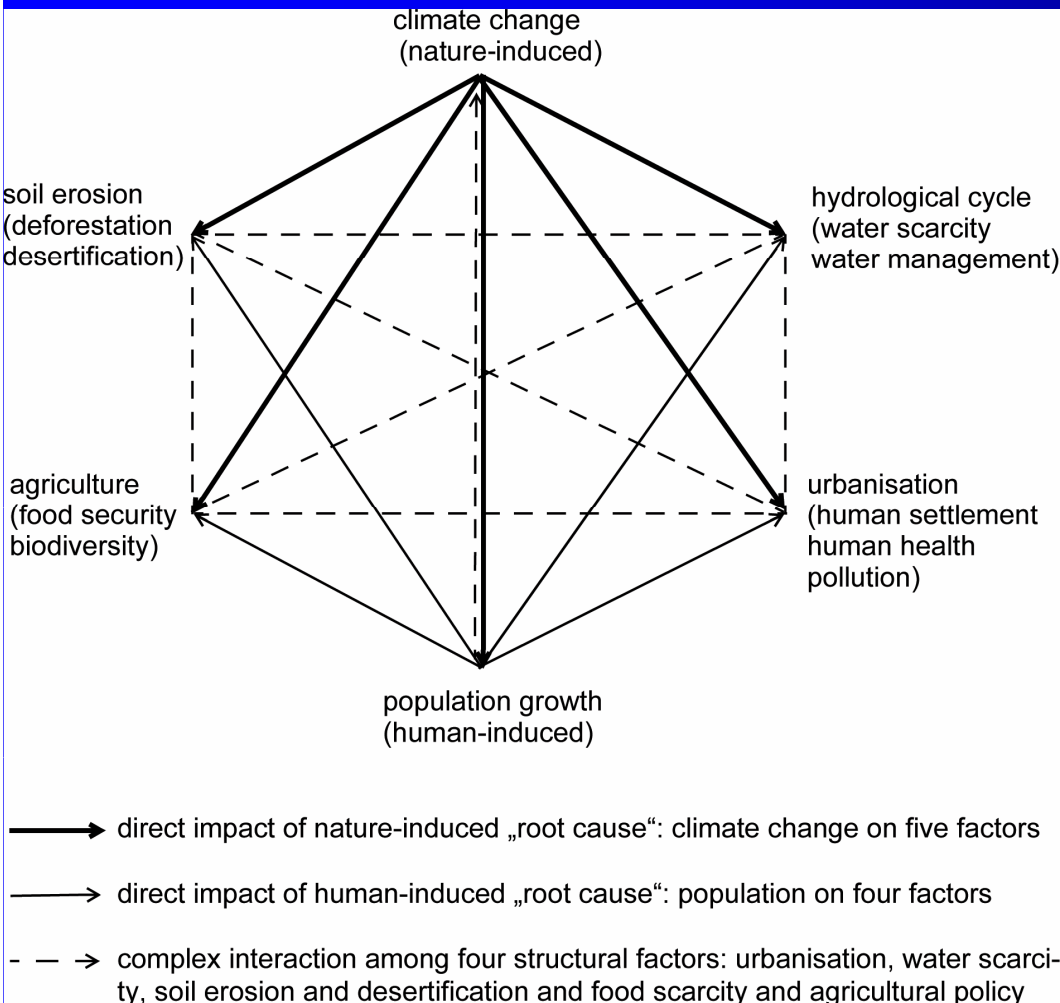 climate change
(nature-induced)
soil erosion
(deforestation
desertification)
hydrological cycle
(water scarcity
water management)
agriculture
(food security
biodiversity)
urbanisation
(human settlement
human health
pollution)
population growth
(human-induced)
direct impact of nature-induced „root cause“: climate change on five factors
direct impact of human-induced „root cause“: population on four factors
complex interaction among four structural factors: urbanisation, water scarci-
ty, soil erosion and desertification and food scarcity and agricultural policy